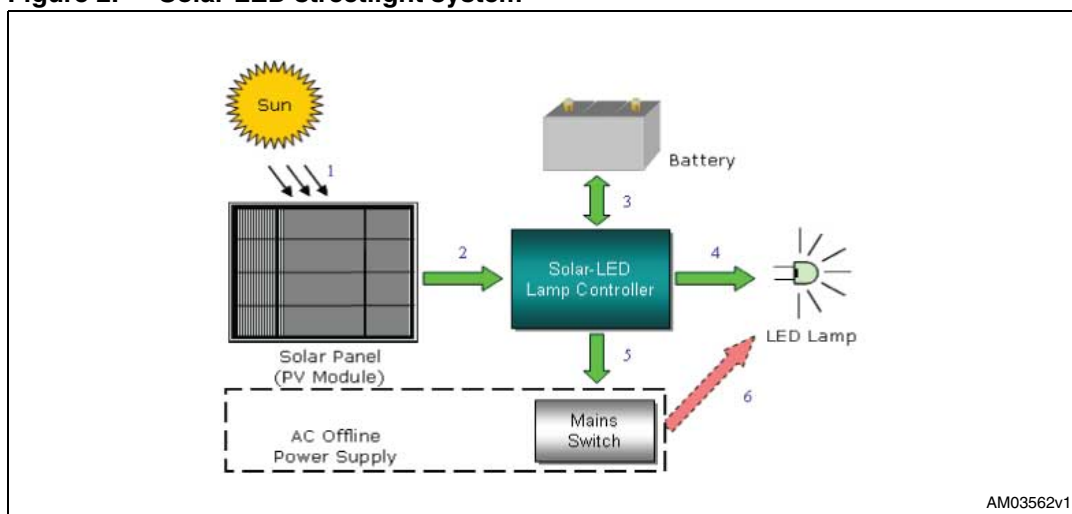 Figure 2. Solar-LED streetlight system
Sun
1
Battery
3
2
Solar-LED
Lamp Controller
4
LED Lamp
Solar Panel
(PV Module)
5
6
AC Offline
Power Supply
Mains
Switch
AM03562v1